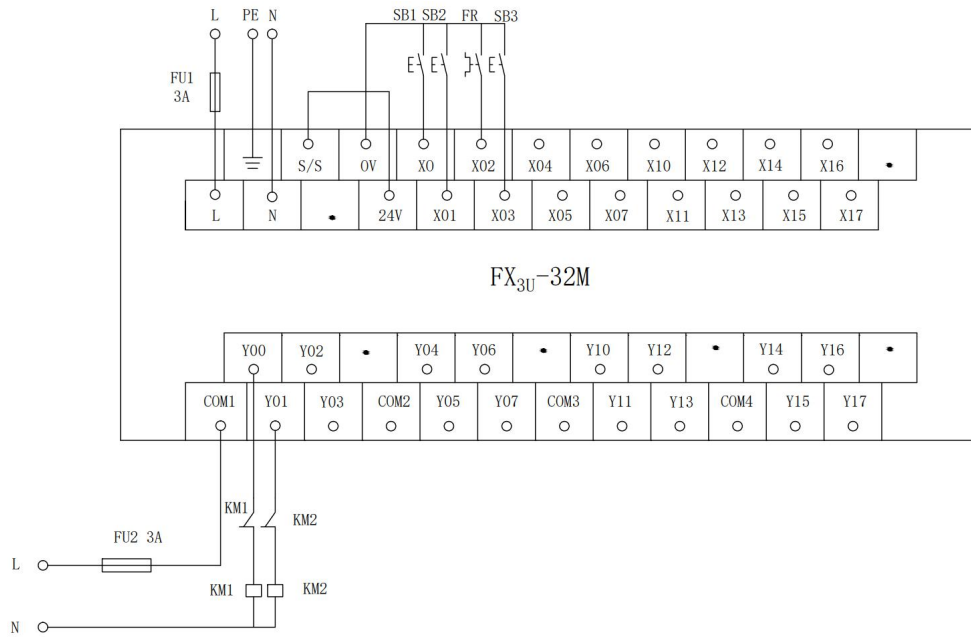 L PE N SB1 SB2 FR SB3
FU1
3A
S/S 0V X0 X02 X04 X06 X10 X12 X14 X16
L N 24V X01 X03 X05 X07 X11 X13 X15 X17
FX3U-32M
Y00 Y02 Y04 Y06 Y10 Y12 Y14 Y16
COM1 Y01 Y03 COM2 Y05 Y07 COM3 Y11 Y13 COM4 Y15 Y17
KM1 KM2
FU2 3A
L
KM1 KM2
N